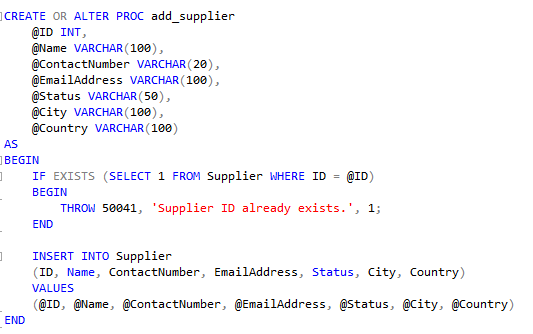 CREATE OR ALTER PROC add_supplier
@ID INT,
@Name VARCHAR(100),
@ContactNumber VARCHAR(20),
@EmailAddress VARCHAR(100),
@Status VARCHAR(50),
@City VARCHAR(100),
@Country VARCHAR(100)
AS
BEGIN
IF EXISTS (SELECT 1 FROM Supplier WHERE ID = @ID)
BEGIN
THROW 50041, 'Supplier ID already exists.', 1;
END
INSERT INTO Supplier
(ID, Name, ContactNumber, EmailAddress, Status, City, Country)
VALUES
(@ID, @Name, @ContactNumber, @EmailAddress, @Status, @City, @Country)
END